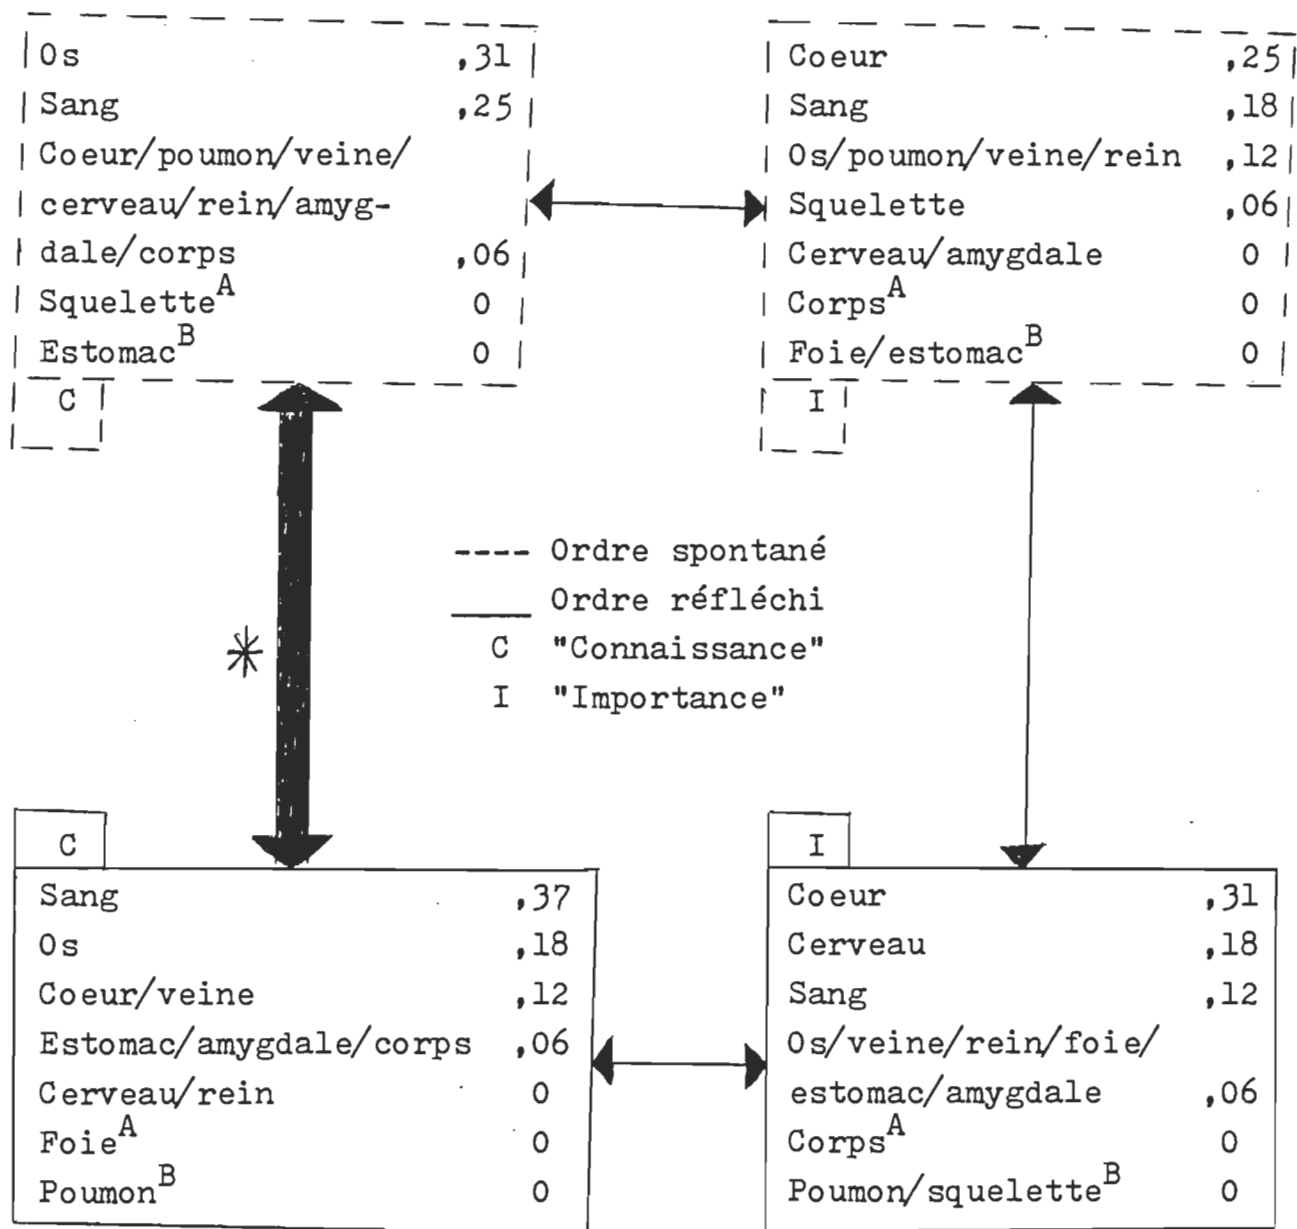 Os ,31
Sang ,25
Coeur/poumon/veine/
cerveau/rein/amyg-
dale/corps ,06
Squelette^A 0
Estomac^B 0
C
Coeur ,25
Sang ,18
Os/poumon/veine/rein ,12
Squelette ,06
Cerveau/amygdale 0
Corps^A 0
Foie/estomac^B 0
I
---- Ordre spontané
____ Ordre réfléchi
C "Connaissance"
I "Importance"
*
C
Sang ,37
Os ,18
Coeur/veine ,12
Estomac/amygdale/corps ,06
Cerveau/rein 0
Foie^A 0
Poumon^B 0
I
Coeur ,31
Cerveau ,18
Sang ,12
Os/veine/rein/foie/
estomac/amygdale ,06
Corps^A 0
Poumon/squelette^B 0